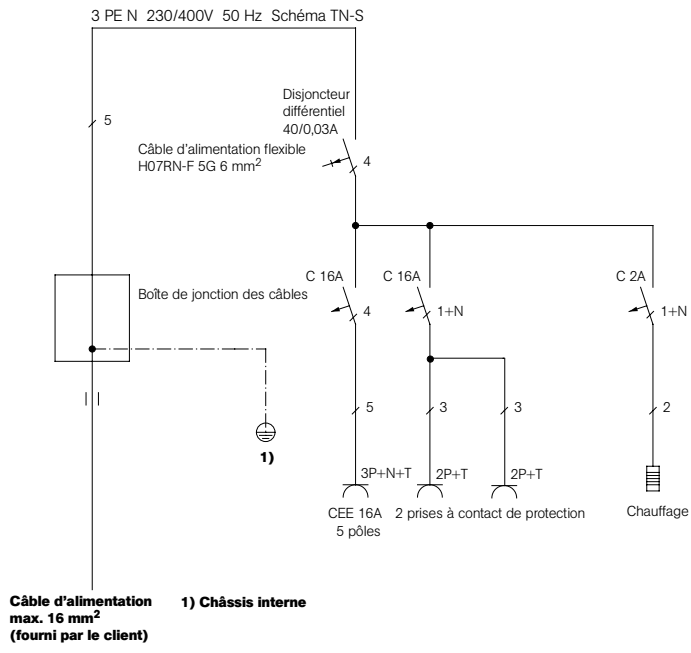 3 PE N 230/400V 50 Hz Schéma TN-S
Disjoncteur
différentiel
40/0,03A
5
Câble d'alimentation flexible
H07RN-F 5G 6 mm²
4
C 16A
C 16A
C 2A
Boîte de jonction des câbles
4
1+N
1+N
5
3
3
2
1)
3P+N+T
2P+T
2P+T
CEE 16A
5 pôles
2 prises à contact de protection
Chauffage
Câble d'alimentation
max. 16 mm²
(fourni par le client)
1) Châssis interne